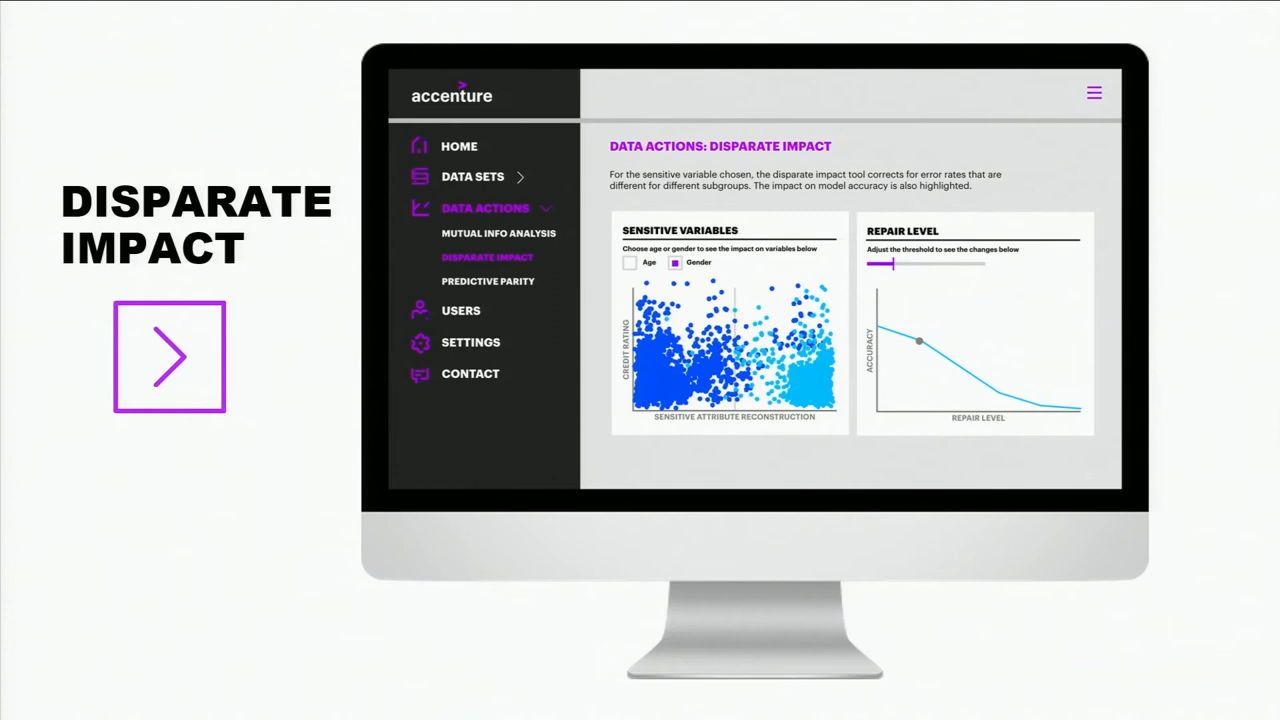 DISPARATE
IMPACT
accenture
HOME
DATA SETS
DATA ACTIONS
MUTUAL INFO ANALYSIS
DISPARATE IMPACT
PREDICTIVE PARITY
USERS
SETTINGS
CONTACT
DATA ACTIONS: DISPARATE IMPACT
For the sensitive variable chosen, the disparate impact tool corrects for error rates that are
different for different subgroups. The impact on model accuracy is also highlighted.
SENSITIVE VARIABLES
Choose age or gender to see the impact on variables below
Age Gender
CREDIT RATING
SENSITIVE ATTRIBUTE RECONSTRUCTION
REPAIR LEVEL
Adjust the threshold to see the changes below
ACCURACY
REPAIR LEVEL